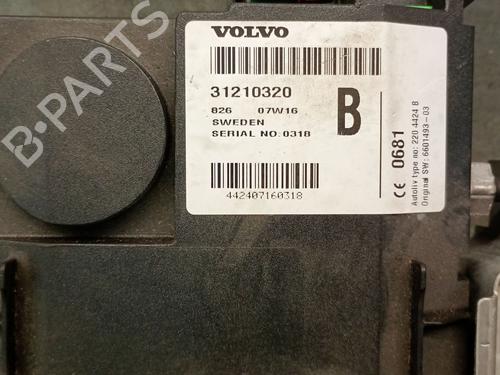 VOLVO
31210320
826 07W16
SWEDEN
SERIAL NO:0318
B
442407160318
CE 0681
Autoliv type no: 220 4424 B
Original SW: 6601493-03
B-PARTS